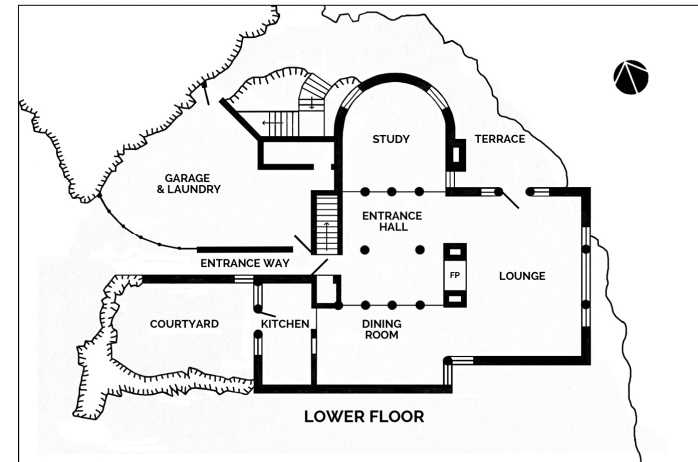 STUDY
TERRACE
GARAGE
& LAUNDRY
ENTRANCE
HALL
ENTRANCE WAY
FP
LOUNGE
COURTYARD
KITCHEN
DINING
ROOM
LOWER FLOOR